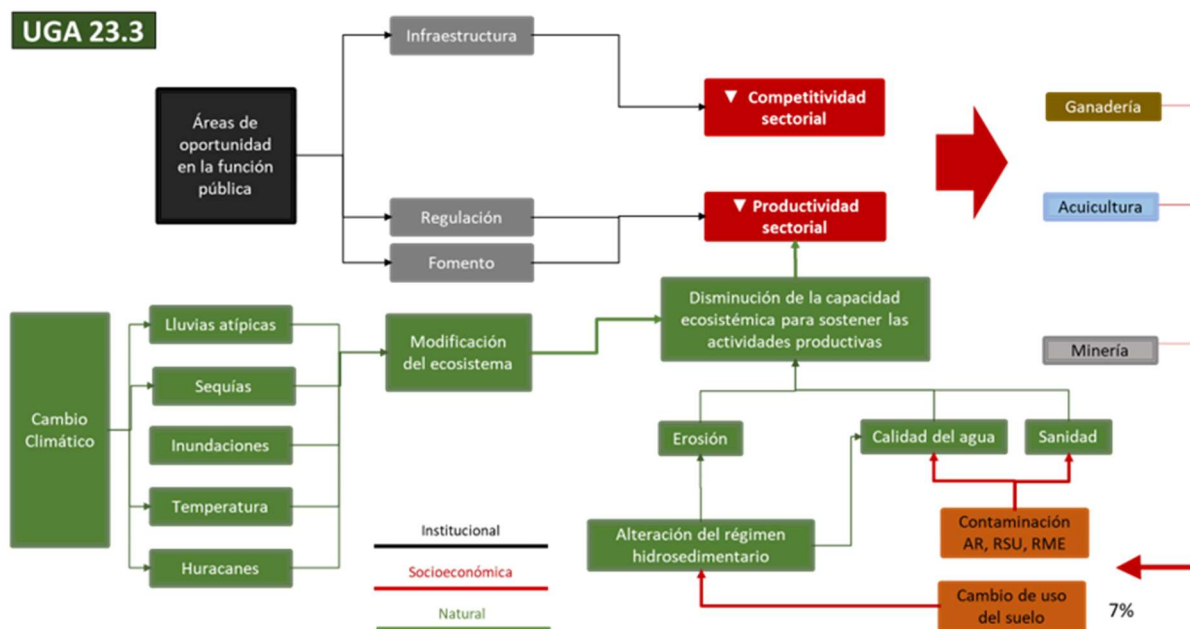 UGA 23.3
Infraestructura
Áreas de
oportunidad
en la función
pública
▼ Competitividad
sectorial
Ganadería
Regulación
▼ Productividad
sectorial
Acuicultura
Fomento
Cambio
Climático
Lluvias atípicas
Sequías
Inundaciones
Temperatura
Huracanes
Modificación
del ecosistema
Disminución de la capacidad
ecosistémica para sostener las
actividades productivas
Minería
Erosión
Calidad del agua
Sanidad
Alteración del régimen
hidrosedimentario
Contaminación
AR, RSU, RME
Cambio de uso
del suelo
7%
Institucional
Socioeconómica
Natural